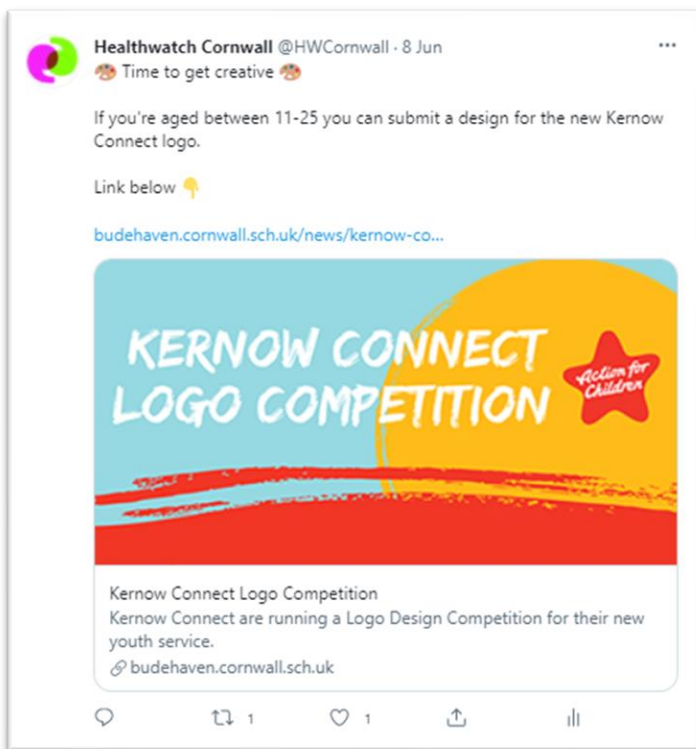 Healthwatch Cornwall @HWCornwall · 8 Jun
🎨 Time to get creative 🎨
If you're aged between 11-25 you can submit a design for the new Kernow
Connect logo.
Link below 👇
budehaven.cornwall.sch.uk/news/kernow-co...
KERNOW CONNECT
LOGO COMPETITION
Action for
Children
Kernow Connect Logo Competition
Kernow Connect are running a Logo Design Competition for their new
youth service.
budehaven.cornwall.sch.uk
1 1